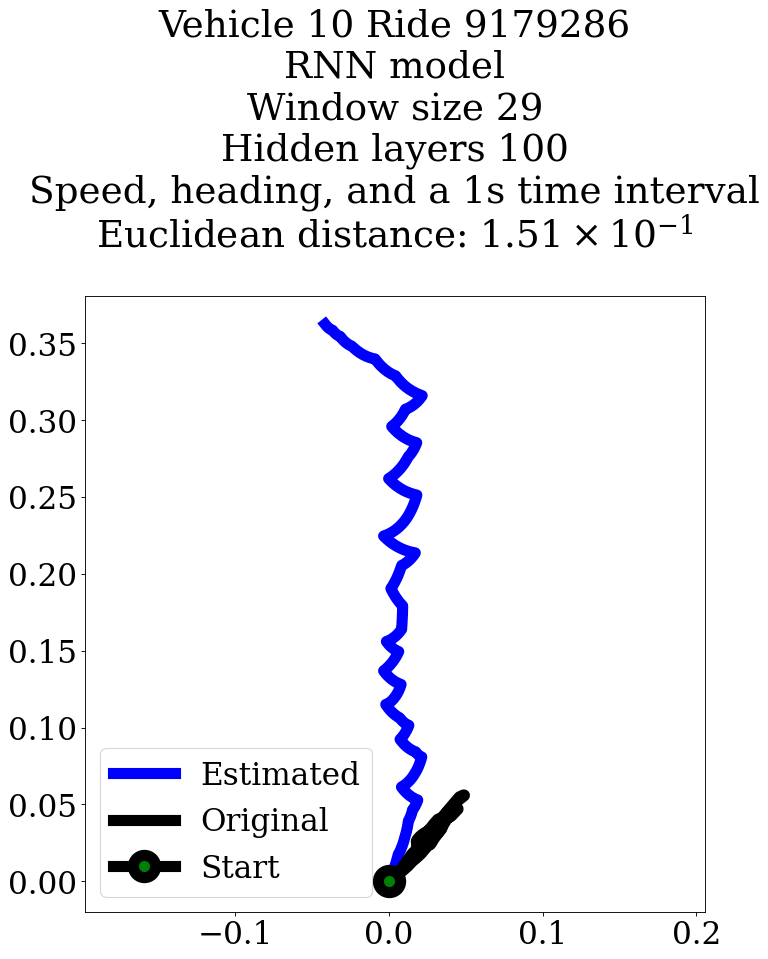 Vehicle 10 Ride 9179286
RNN model
Window size 29
Hidden layers 100
Speed, heading, and a 1s time interval
Euclidean distance: 1.51 × 10⁻¹
0.35
0.30
0.25
0.20
0.15
0.10
0.05
0.00
Estimated
Original
Start
−0.1
0.0
0.1
0.2